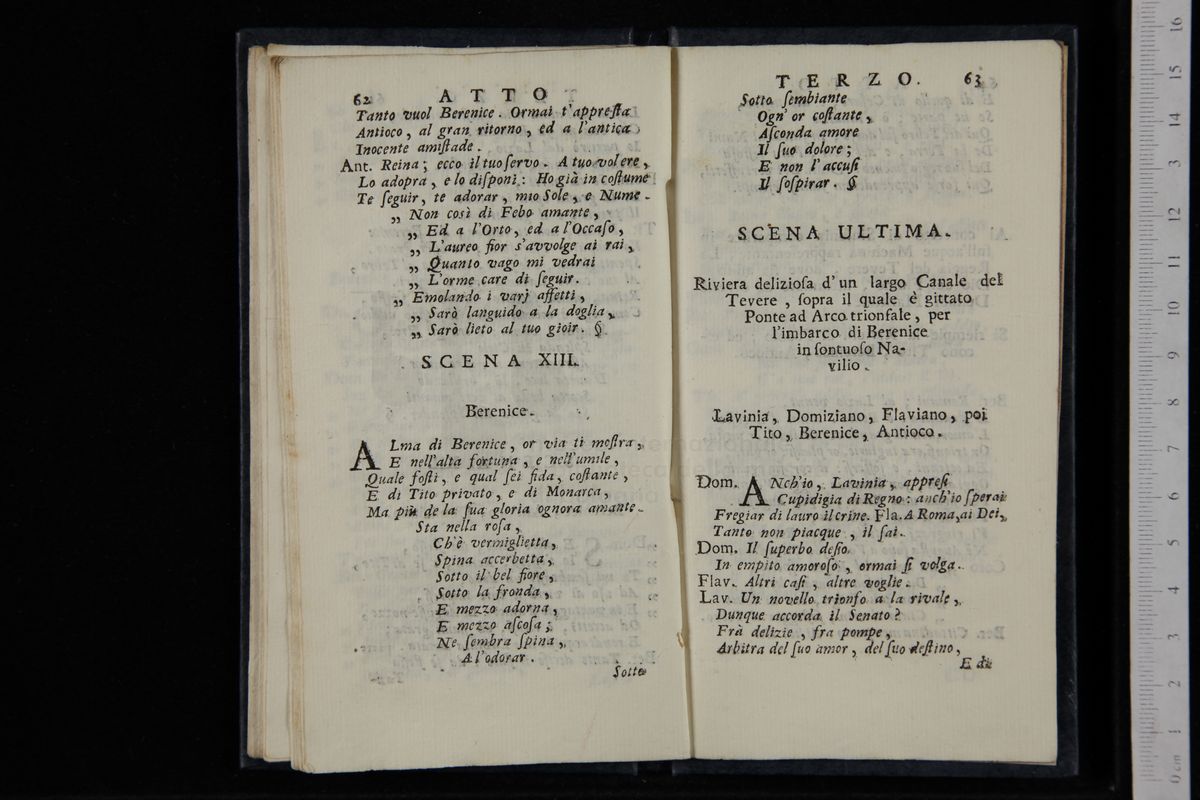 62 ATTO
Tanto vuol Berenice. Ormai t'appreſta
Antioco, al gran ritorno, ed a l'antica
Inocente amiſtade.
Ant. Reina; ecco il tuo ſervo. A tuo volere,
Lo adopra, e lo diſponi: Ho già in coſtume
Te ſeguir, te adorar, mio Sole, e Nume.
„ Non così di Febo amante,
„ Ed a l'Orto, ed a l'Occaſo,
„ L'aureo fior s'avvolge ai rai,
„ Quanto vago mi vedrai
„ L'orme care di ſeguir.
„ Emolando i varj affetti,
„ Sarò languido a la doglia,
„ Sarò lieto al tuo gioir. §
SCENA XIII.
Berenice.
ALma di Berenice, or via ti moſtra,
E nell'alta fortuna, e nell'umile,
Quale foſti, e qual ſei fida, coſtante,
E di Tito privato, e di Monarca,
Ma più de la ſua gloria ognora amante.
Sta nella roſa,
Ch'è vermiglietta,
Spina accerbetta,
Sotto il bel fiore,
Sotto la fronda,
E mezzo adorna,
E mezzo aſcoſa;
Ne ſembra ſpina,
A l'odorar.
Sotto
TERZO. 63
Sotto ſembiante
Ogn' or coſtante,
Aſconda amore
Il ſuo dolore;
E non l'accuſi
Il ſoſpirar. §
SCENA ULTIMA.
Riviera delizioſa d'un largo Canale del
Tevere, ſopra il quale è gittato
Ponte ad Arco trionfale, per
l'imbarco di Berenice
in ſontuoſo Na-
vilio.
Lavinia, Domiziano, Flaviano, poi
Tito, Berenice, Antioco.
Dom. ANch'io, Lavinia, appreſi
Cupidigia di Regno: anch'io ſperai
Fregiar di lauro il crine. Fla. A Roma, ai Dei,
Tanto non piacque, il ſai.
Dom. Il ſuperbo deſio.
In empito amoroſo, ormai ſi volga.
Flav. Altri caſi, altre voglie.
Lav. Un novello trionfo a la rivale,
Dunque accorda il Senato?
Frà delizie, fra pompe,
Arbitra del ſuo amor, del ſuo deſtino,
E di